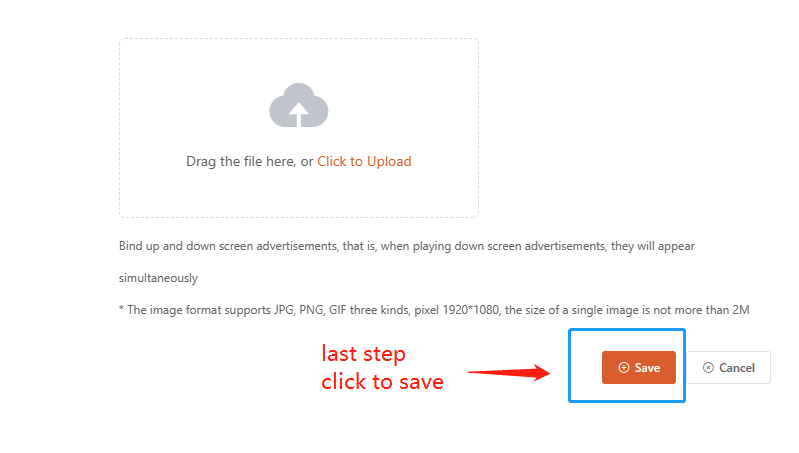 Drag the file here, or Click to Upload
Bind up and down screen advertisements, that is, when playing down screen advertisements, they will appear
simultaneously
* The image format supports JPG, PNG, GIF three kinds, pixel 1920*1080, the size of a single image is not more than 2M
last step
click to save
Save
Cancel